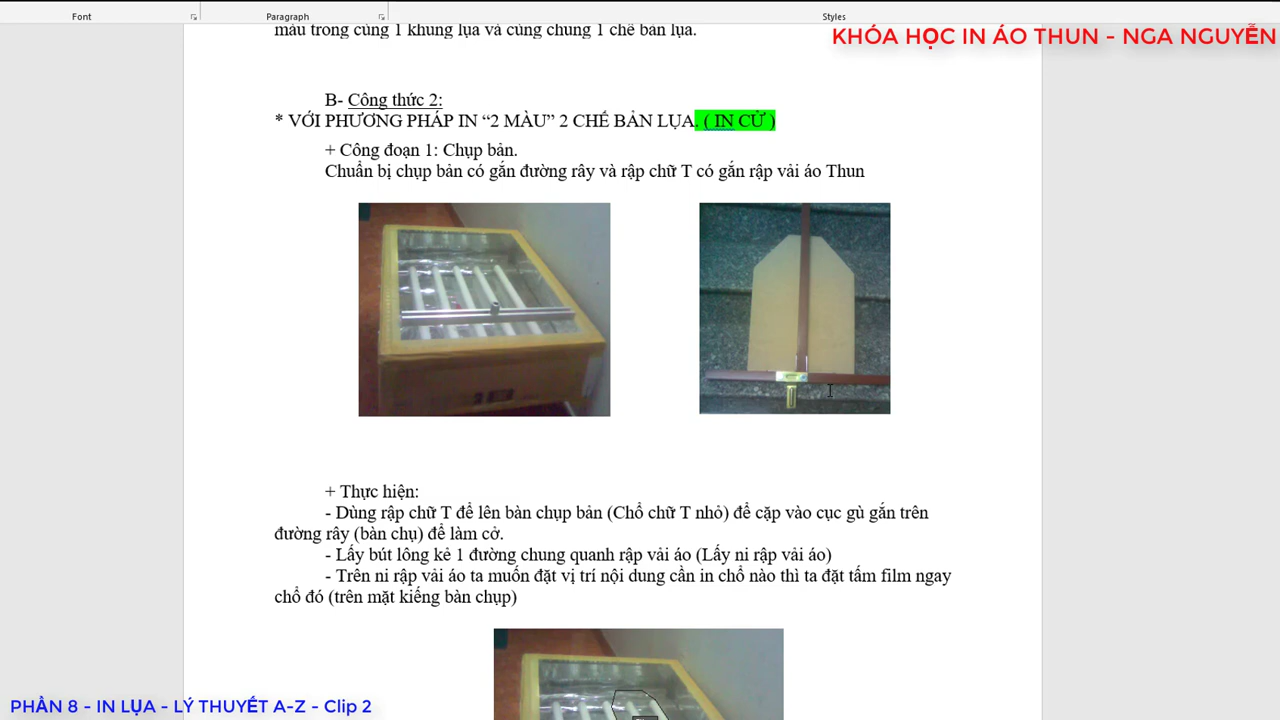 Font Paragraph Styles
màu trong cùng 1 khung lụa và cùng chung 1 chế bản lụa.
KHÓA HỌC IN ÁO THUN - NGA NGUYỄN
B- Công thức 2:
* VỚI PHƯƠNG PHÁP IN “2 MÀU” 2 CHẾ BẢN LỤA. ( IN CỬ )
+ Công đoạn 1: Chụp bản.
Chuẩn bị chụp bản có gắn đường rây và rập chữ T có gắn rập vải áo Thun
+ Thực hiện:
- Dùng rập chữ T để lên bàn chụp bản (Chổ chữ T nhỏ) để cặp vào cục gù gắn trên
đường rây (bàn chụ) để làm cở.
- Lấy bút lông kẻ 1 đường chung quanh rập vải áo (Lấy ni rập vải áo)
- Trên ni rập vải áo ta muốn đặt vị trí nội dung cần in chổ nào thì ta đặt tấm film ngay
chổ đó (trên mặt kiếng bàn chụp)
PHẦN 8 - IN LỤA - LÝ THUYẾT A-Z - Clip 2